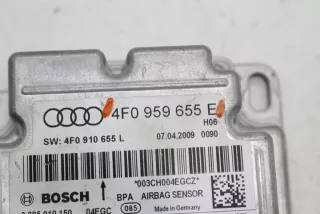 4F0 959 655 E
H06
SW: 4F0 910 655 L 07.04.2009 0090
*003CH004EGCZ*
BOSCH BPA AIRBAG SENSOR
04EGC 085 Made in Germany